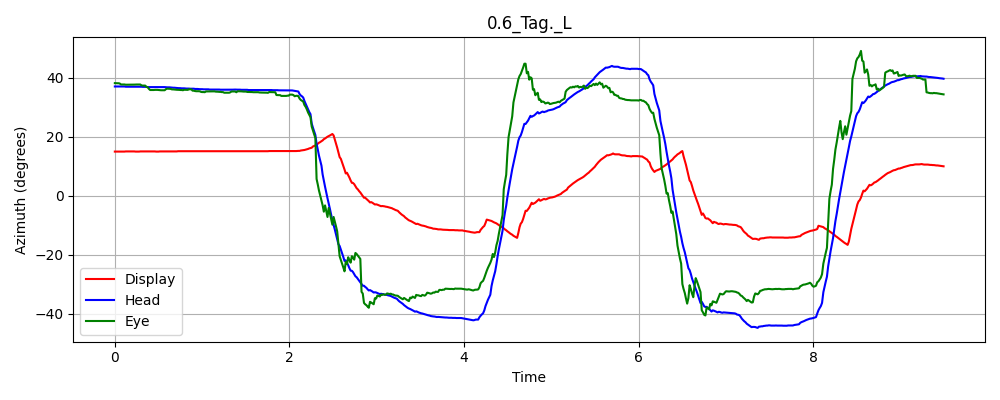 0.6_Tag._L
Azimuth (degrees)
40
20
0
−20
−40
Display
Head
Eye
0 2 4 6 8
Time